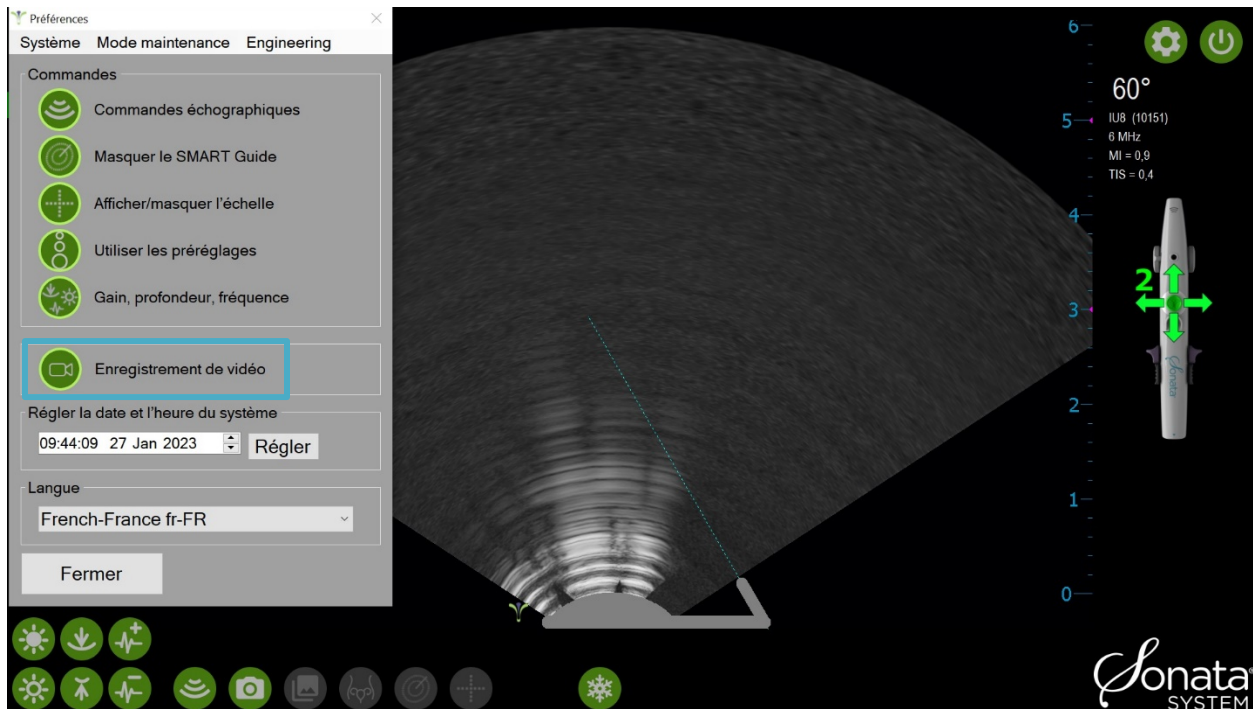 Préférences
Système Mode maintenance Engineering
Commandes
Commandes échographiques
Masquer le SMART Guide
Afficher/masquer l'échelle
Utiliser les préréglages
Gain, profondeur, fréquence
Enregistrement de vidéo
Régler la date et l'heure du système
09:44:09 27 Jan 2023 Régler
Langue
French-France fr-FR
Fermer
6
5
4
3
2
1
0
60°
IU8 (10151)
6 MHz
MI = 0,9
TIS = 0,4
2
Sonata
Sonata®
SYSTEM